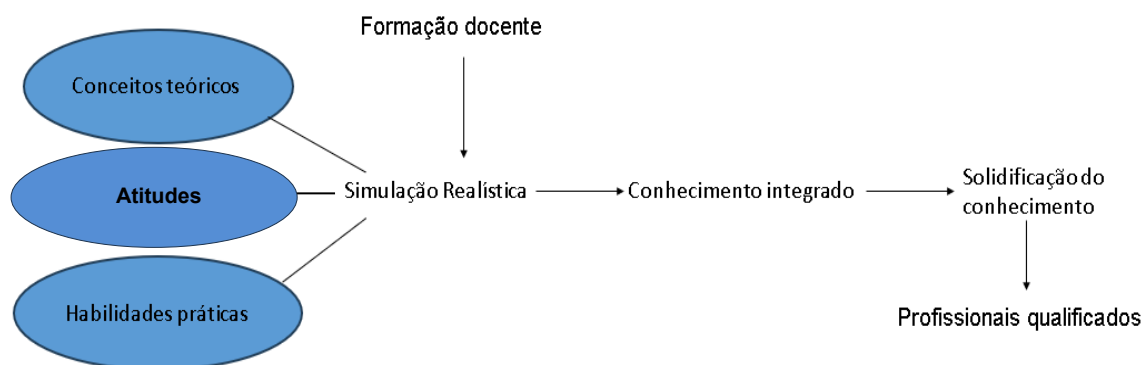 Formação docente
Conceitos teóricos
Atitudes
Simulação Realística
Conhecimento integrado
Solidificação do
conhecimento
Habilidades práticas
Profissionais qualificados